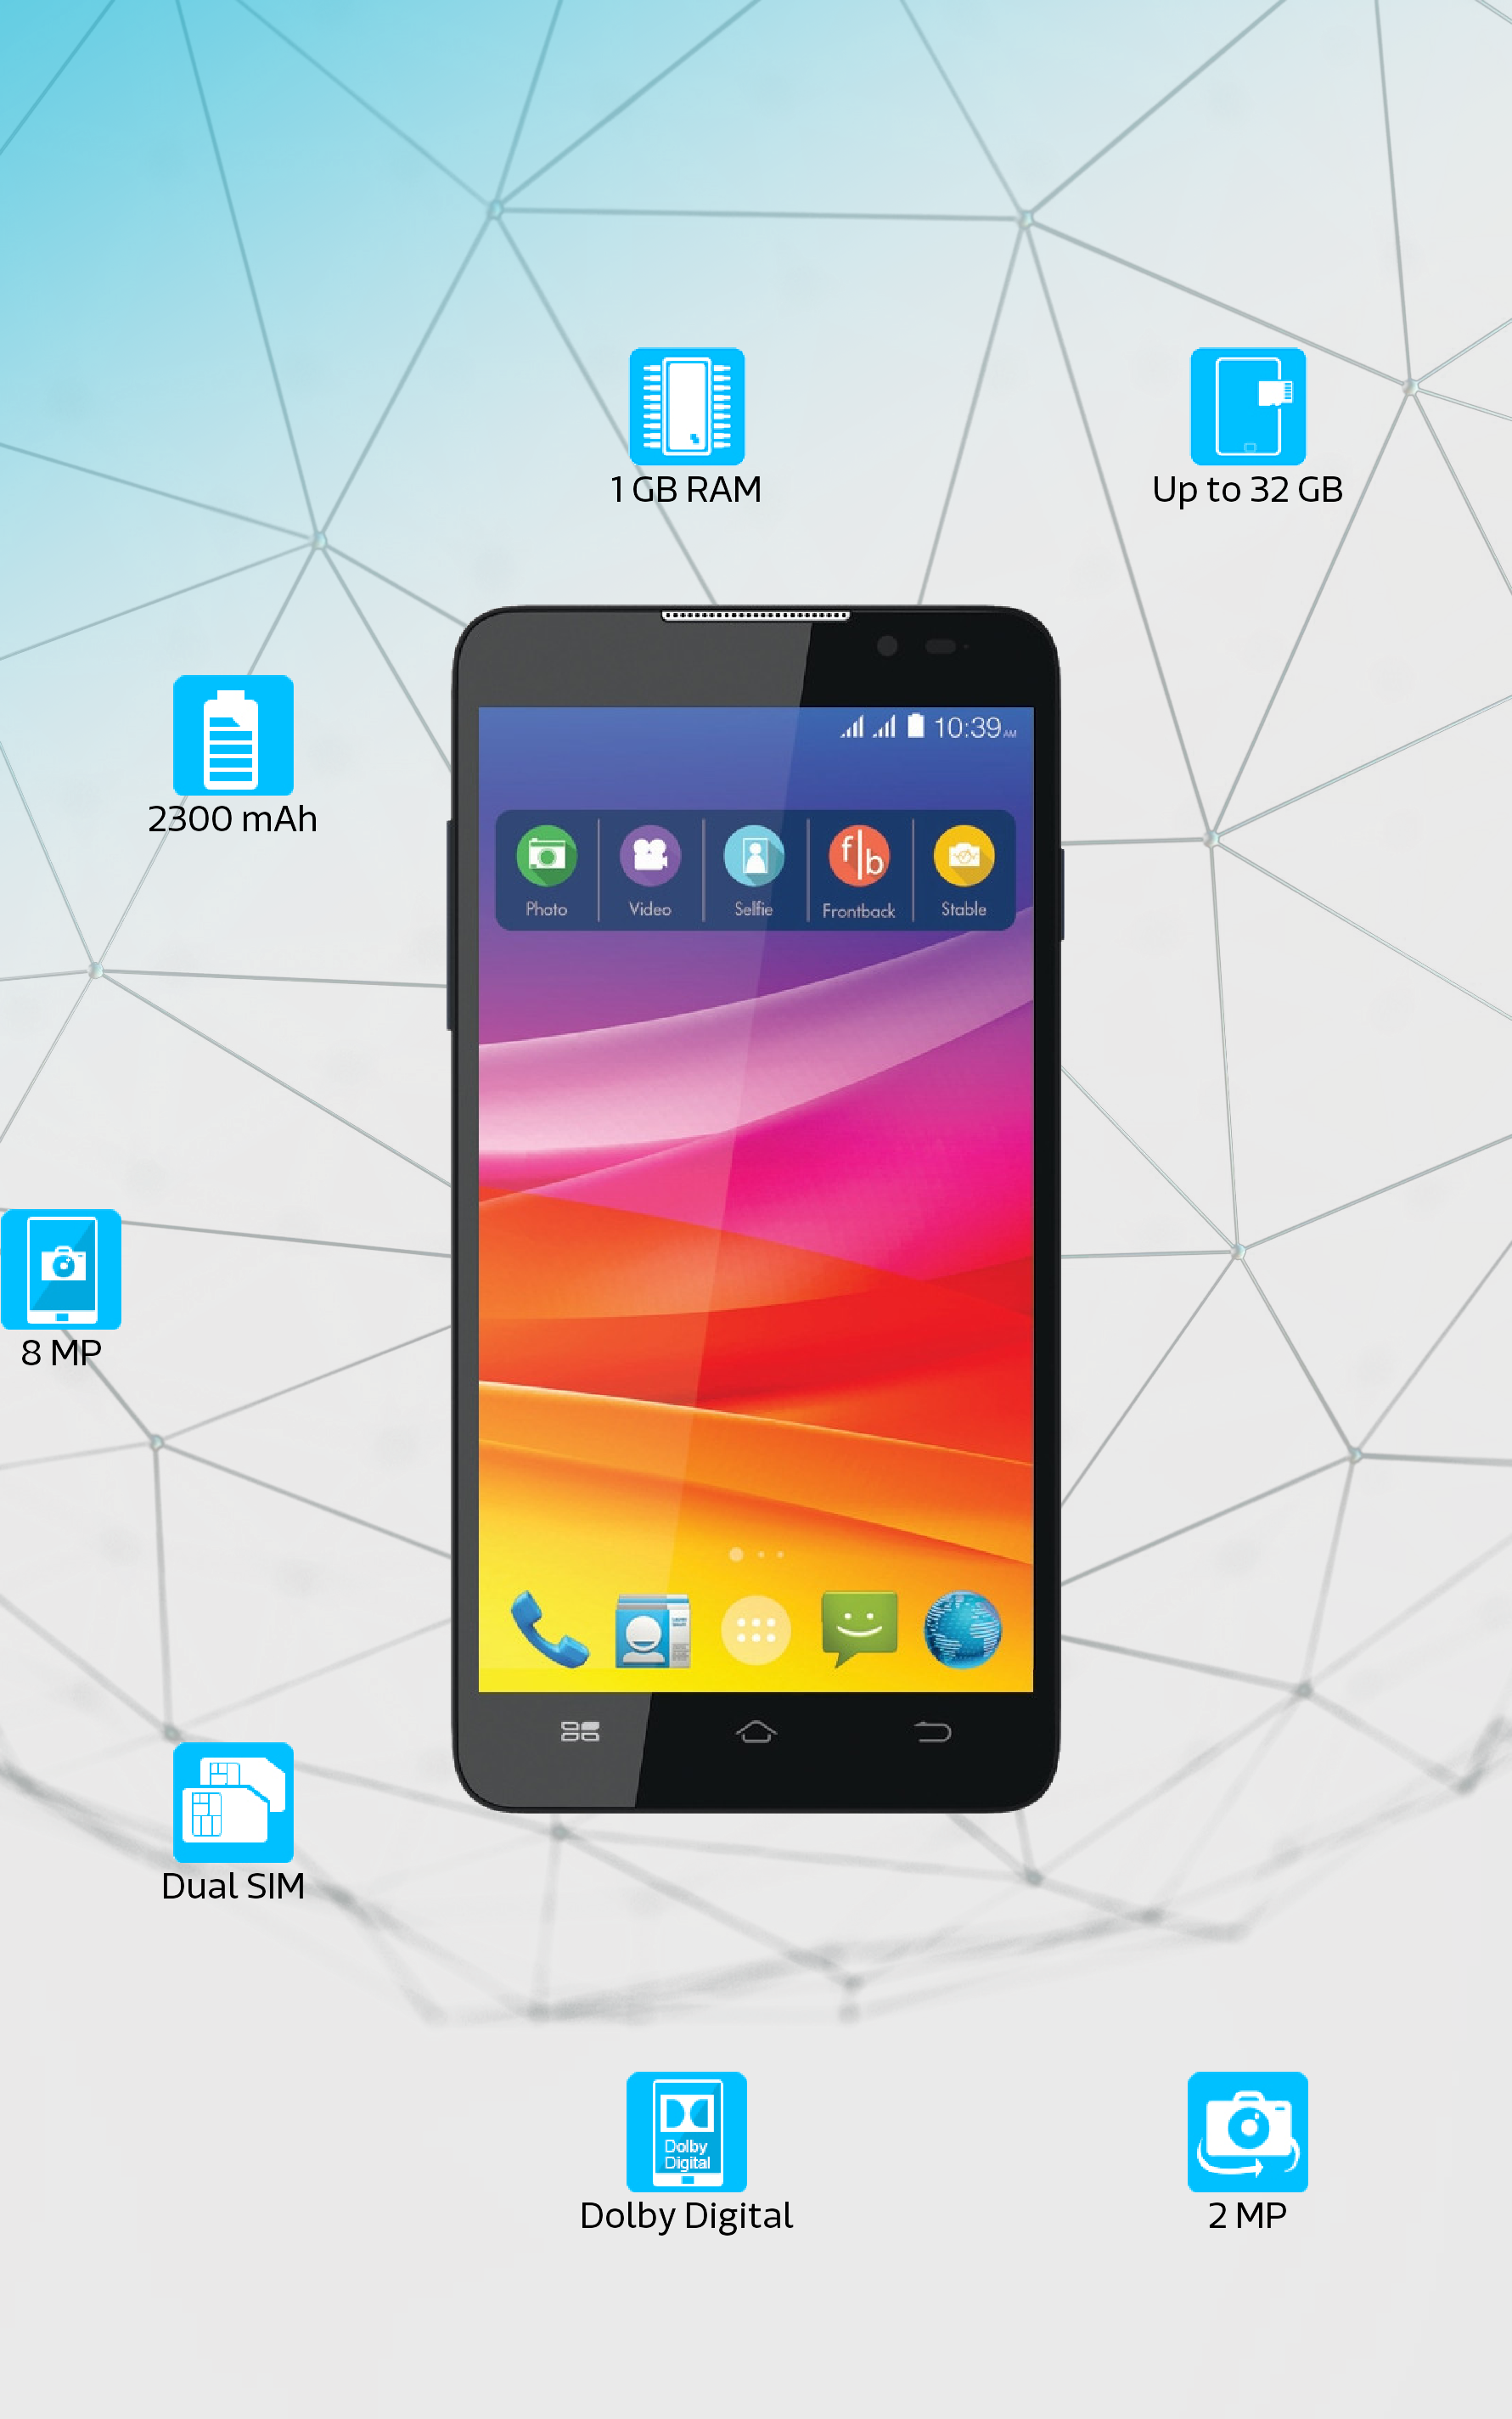 1 GB RAM
Up to 32 GB
2300 mAh
10:39 AM
Photo
Video
Selfie
f|b
Frontback
Stable
8 MP
Dual SIM
Dolby
Digital
Dolby Digital
2 MP